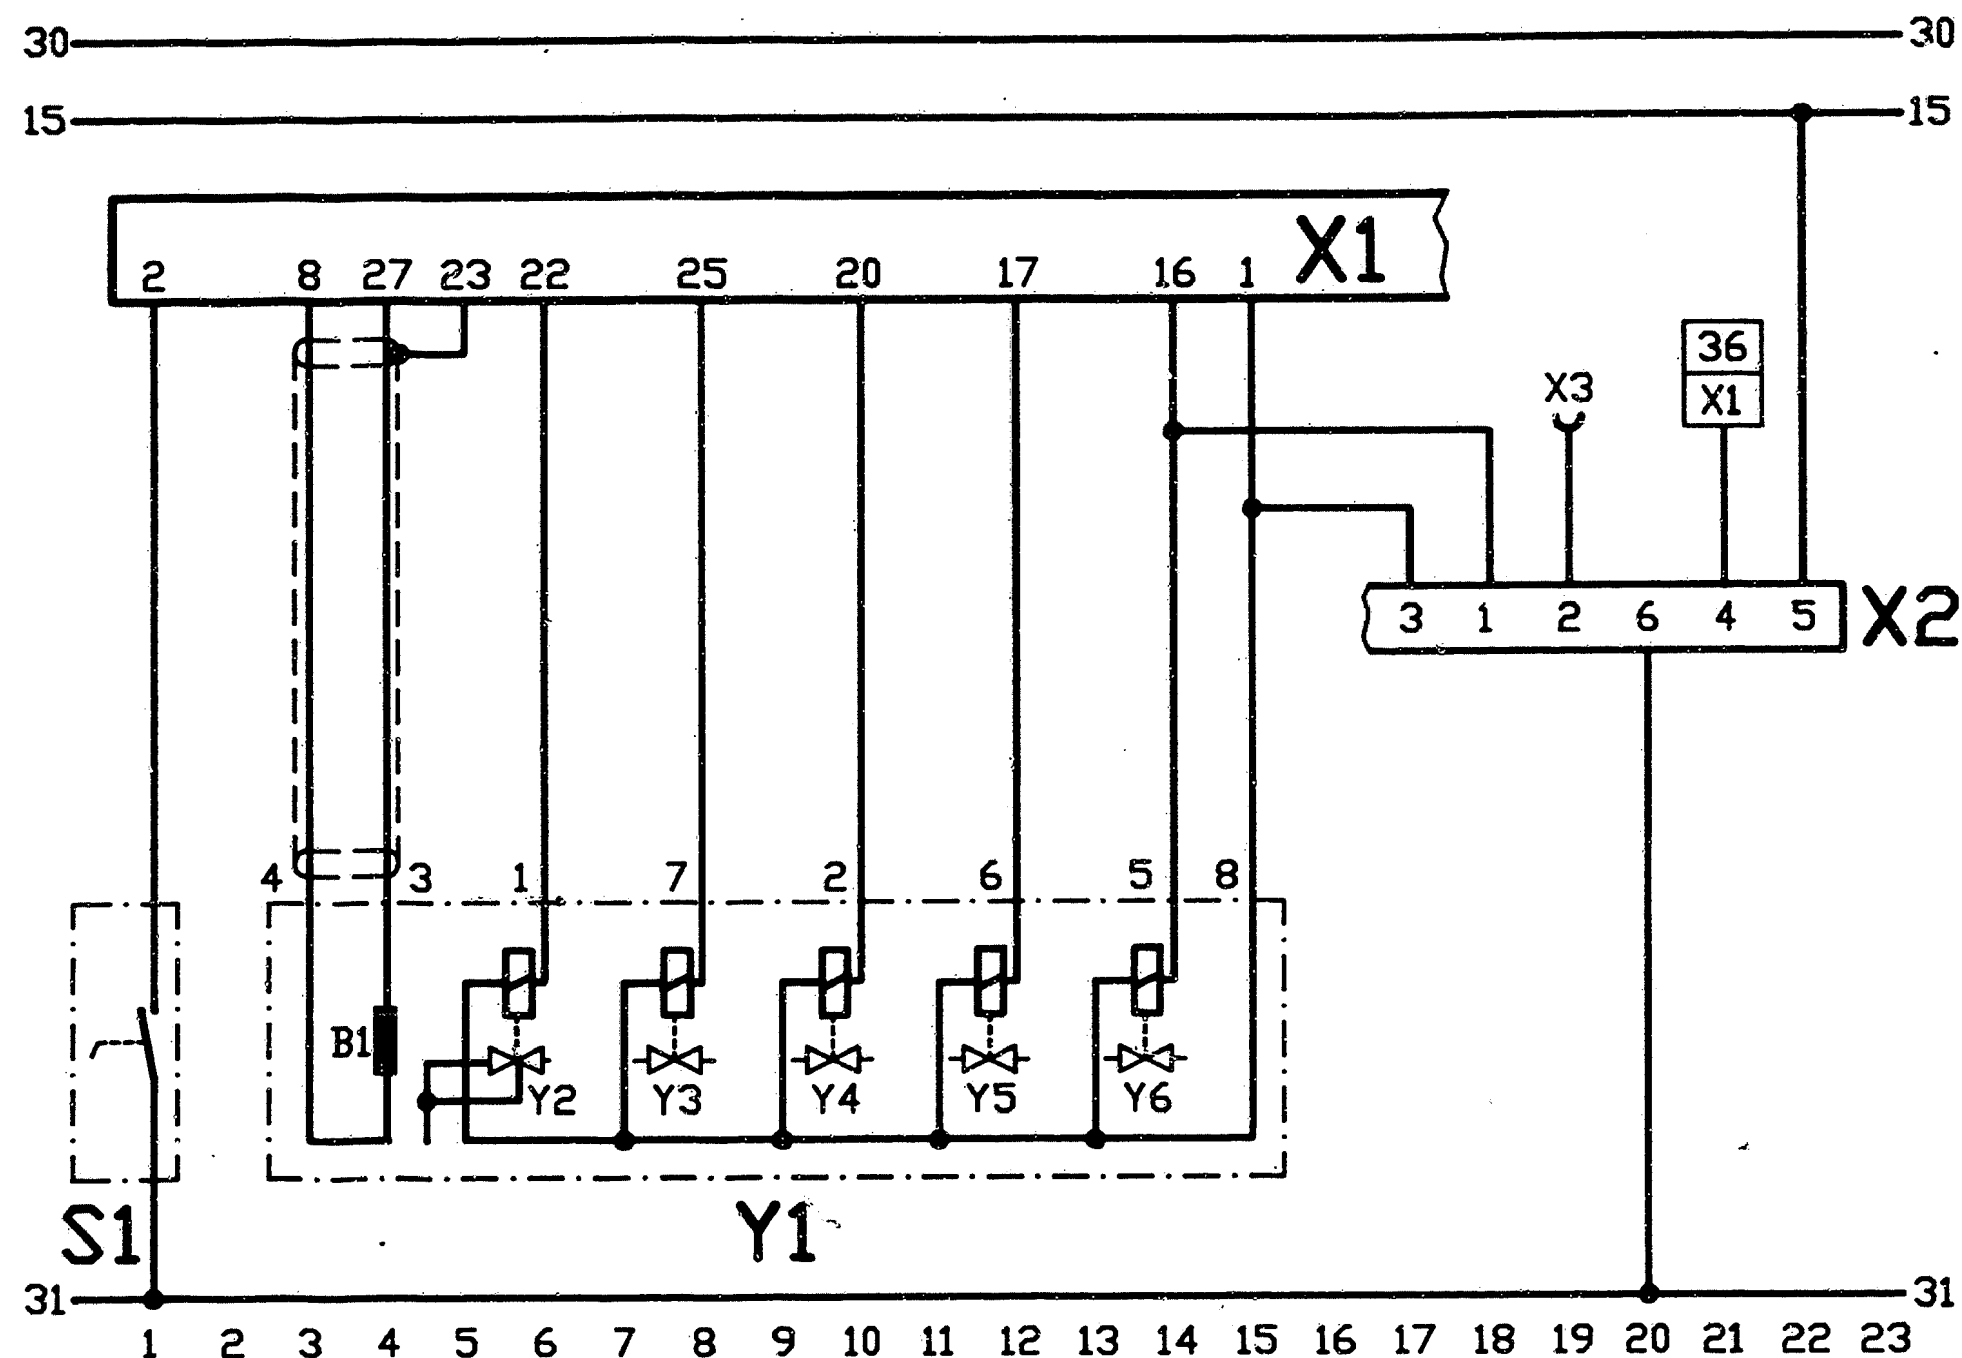 30 30
15 15
2 8 27 23 22 25 20 17 16 1 X1
36
X3 X1
3 1 2 6 4 5 X2
4 3 1 7 2 6 5 8
B1
Y2 Y3 Y4 Y5 Y6
S1 Y1
31 31
1 2 3 4 5 6 7 8 9 10 11 12 13 14 15 16 17 18 19 20 21 22 23